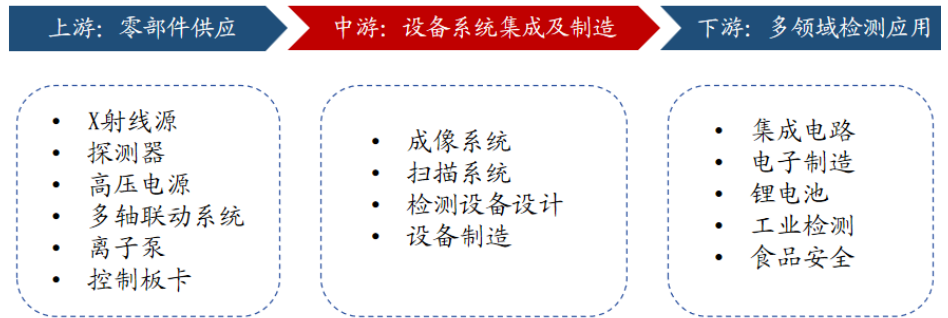 上游：零部件供应
中游：设备系统集成及制造
下游：多领域检测应用
• X射线源
• 探测器
• 高压电源
• 多轴联动系统
• 离子泵
• 控制板卡
• 成像系统
• 扫描系统
• 检测设备设计
• 设备制造
• 集成电路
• 电子制造
• 锂电池
• 工业检测
• 食品安全